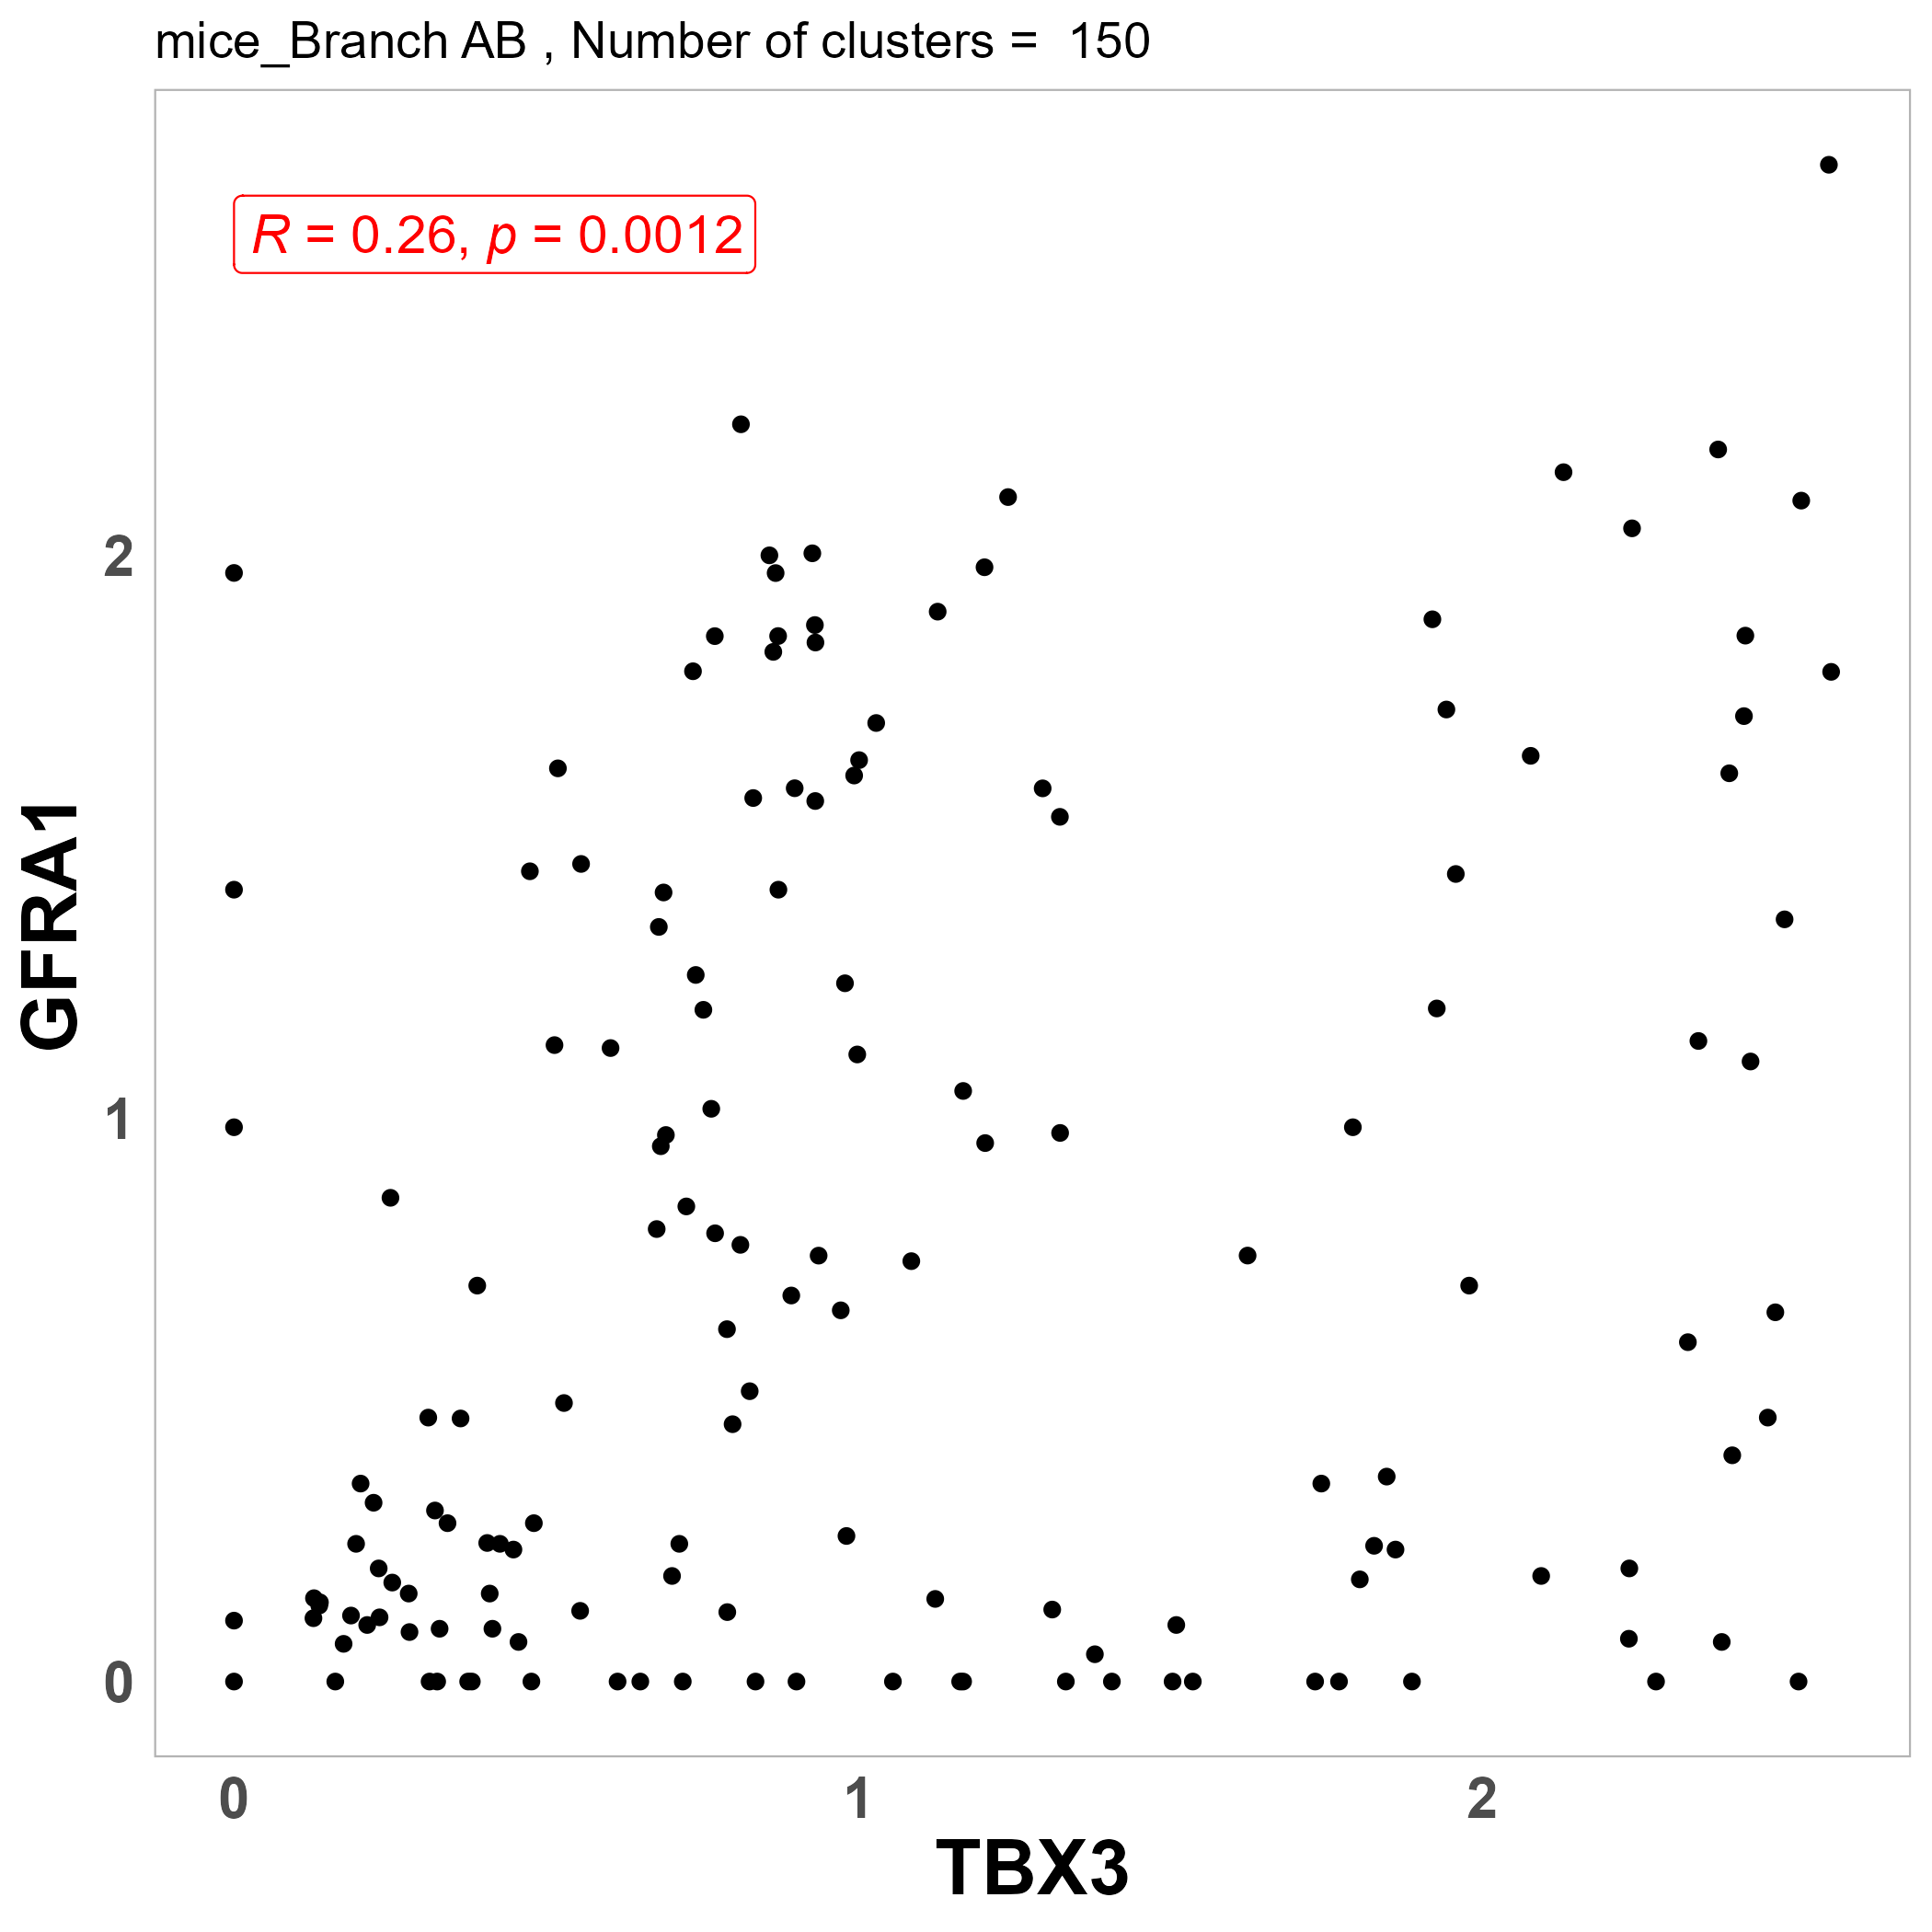 mice_Branch AB , Number of clusters =  150
R = 0.26, p = 0.0012
GFRA1
2
1
0
0 1 2
TBX3